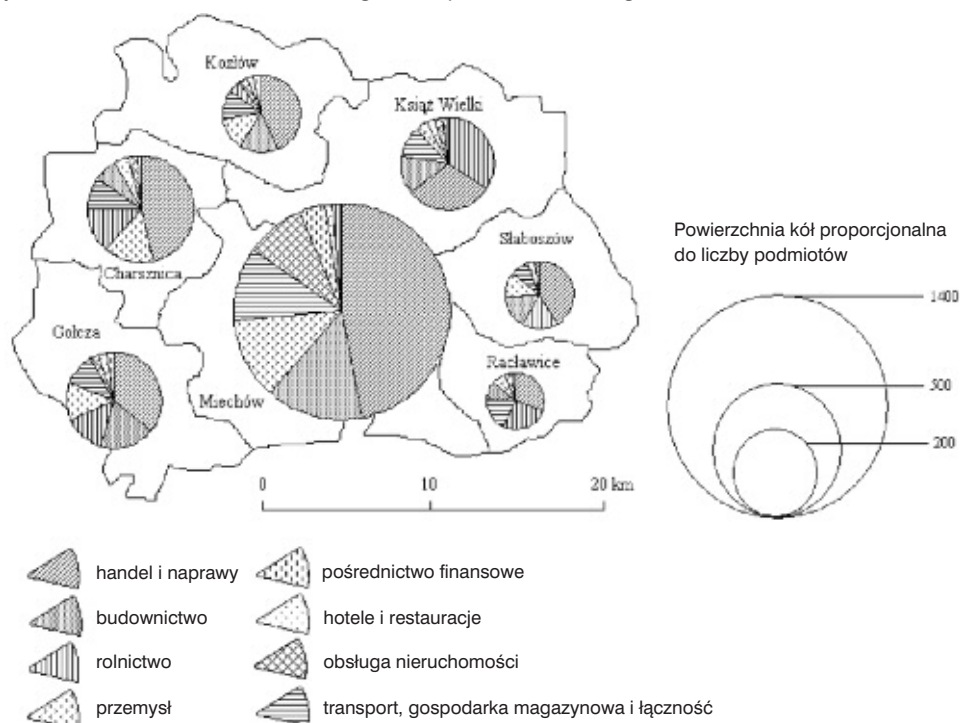 Kozłów
Książ Wielki
Charsznica
Słaboszów
Gołcza
Racławice
Miechów
0 10 20 km
Powierzchnia kół proporcjonalna
do liczby podmiotów
1400
500
200
handel i naprawy
budownictwo
rolnictwo
przemysł
pośrednictwo finansowe
hotele i restauracje
obsługa nieruchomości
transport, gospodarka magazynowa i łączność